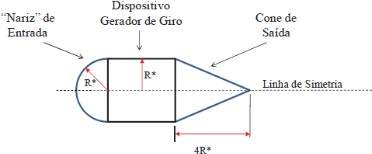 Dispositivo
"Nariz" de
Gerador de Giro
Cone de
Entrada
Saída
R*
R*
Linha de Simetria
4R*